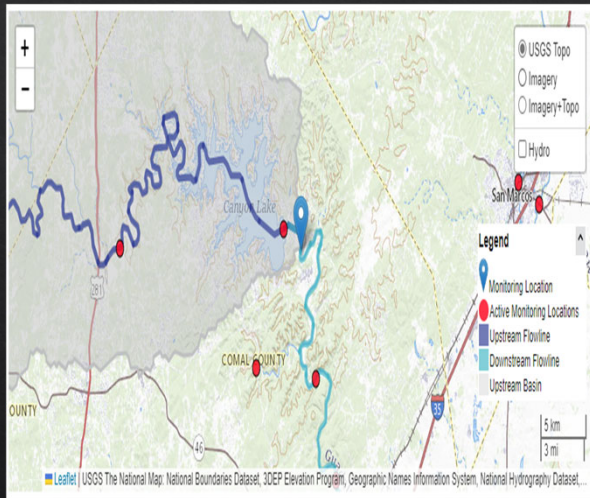 +
−
USGS Topo
Imagery
Imagery+Topo
Hydro
San Marcos
Canyon Lake
281
Legend
^
Monitoring Location
Active Monitoring Locations
Upstream Flowline
Downstream Flowline
Upstream Basin
COMAL COUNTY
OUNTY
35
46
Gua
5 km
3 mi
Leaflet | USGS The National Map: National Boundaries Dataset, 3DEP Elevation Program, Geographic Names Information System, National Hydrography Dataset,...